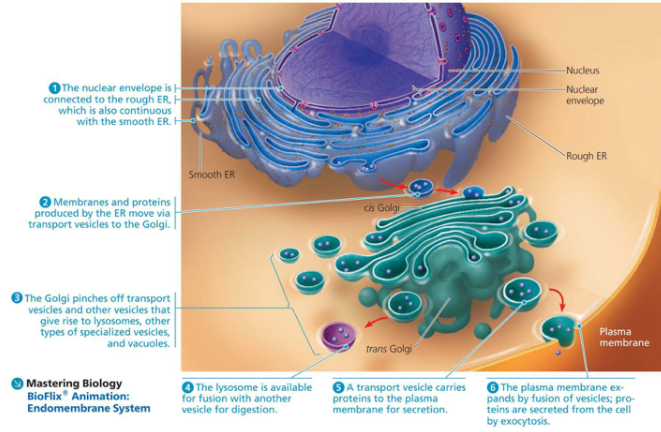 Nucleus
Nuclear
envelope
Rough ER
Smooth ER
cis Golgi
trans Golgi
Plasma
membrane
1 The nuclear envelope is
connected to the rough ER,
which is also continuous
with the smooth ER.
2 Membranes and proteins
produced by the ER move via
transport vesicles to the Golgi.
3 The Golgi pinches off transport
vesicles and other vesicles that
give rise to lysosomes, other
types of specialized vesicles,
and vacuoles.
Mastering Biology
BioFlix® Animation:
Endomembrane System
4 The lysosome is available
for fusion with another
vesicle for digestion.
5 A transport vesicle carries
proteins to the plasma
membrane for secretion.
6 The plasma membrane ex-
pands by fusion of vesicles; pro-
teins are secreted from the cell
by exocytosis.